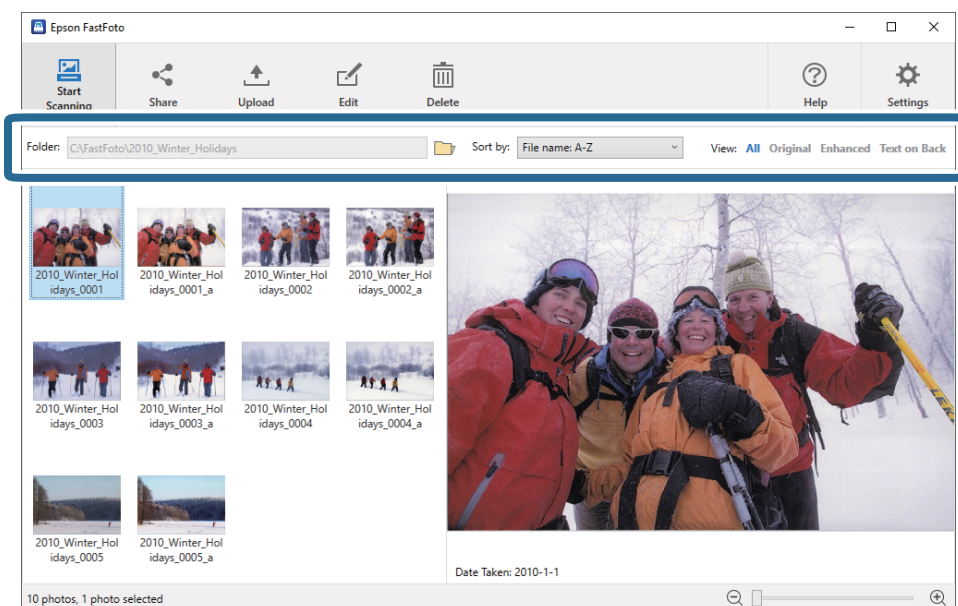 Epson FastFoto
Start
Scanning
Share
Upload
Edit
Delete
Help
Settings
Folder: C:\FastFoto\2010_Winter_Holidays
Sort by: File name: A-Z
View: All Original Enhanced Text on Back
2010_Winter_Hol
idays_0001
2010_Winter_Hol
idays_0001_a
2010_Winter_Hol
idays_0002
2010_Winter_Hol
idays_0002_a
2010_Winter_Hol
idays_0003
2010_Winter_Hol
idays_0003_a
2010_Winter_Hol
idays_0004
2010_Winter_Hol
idays_0004_a
2010_Winter_Hol
idays_0005
2010_Winter_Hol
idays_0005_a
Date Taken: 2010-1-1
10 photos, 1 photo selected